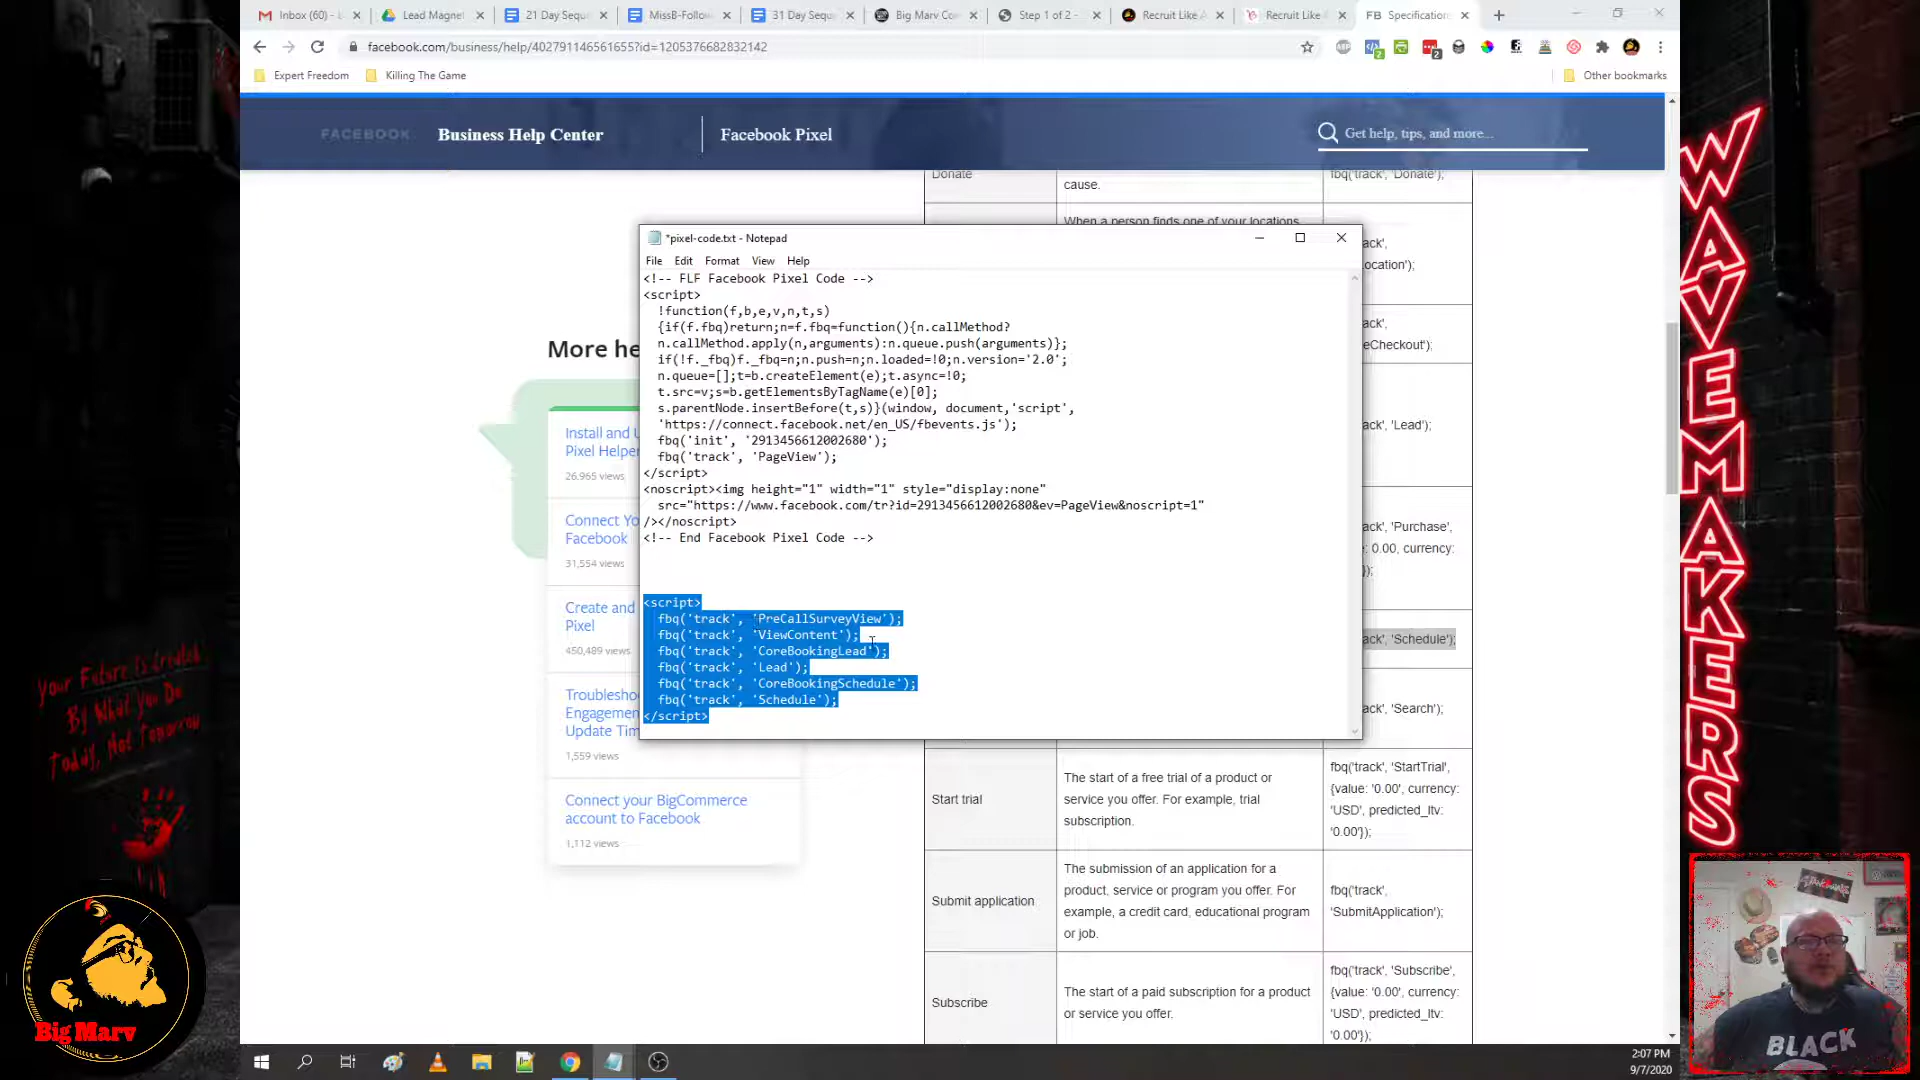 Inbox (60) -
Lead Magnet
21 Day Sequ
MissB-Follow
31 Day Sequ
Big Marv Co
Step 1 of 2 -
Recruit Like A
Recruit Like
FB Specification
facebook.com/business/help/402791146561655?id=1205376682832142
2
2
Expert Freedom
Killing The Game
Other bookmarks
FACEBOOK
Business Help Center
Facebook Pixel
Get help, tips, and more...
Donate
cause.
fbq('track', 'Donate');
When a person finds one of your locations
ack',
ocation');
ack',
eCheckout');
ack', 'Lead');
ack', 'Purchase',
: 0.00, currency:
'});
ack', 'Schedule');
ack', 'Search');
More he
Install and U
Pixel Helpe
26,965 views
Connect Yo
Facebook
31,554 views
Create and
Pixel
450,489 views
Troublesho
Engagemen
Update Tim
1,559 views
Connect your BigCommerce
account to Facebook
1,112 views
*pixel-code.txt - Notepad
File Edit Format View Help
<!-- FLF Facebook Pixel Code -->
<script>
!function(f,b,e,v,n,t,s)
{if(f.fbq)return;n=f.fbq=function(){n.callMethod?
n.callMethod.apply(n,arguments):n.queue.push(arguments)};
if(!f._fbq)f._fbq=n;n.push=n;n.loaded=!0;n.version='2.0';
n.queue=[];t=b.createElement(e);t.async=!0;
t.src=v;s=b.getElementsByTagName(e)[0];
s.parentNode.insertBefore(t,s)}(window, document,'script',
'https://connect.facebook.net/en_US/fbevents.js');
fbq('init', '2913456612002680');
fbq('track', 'PageView');
</script>
<noscript><img height="1" width="1" style="display:none"
src="https://www.facebook.com/tr?id=2913456612002680&ev=PageView&noscript=1"
/></noscript>
<!-- End Facebook Pixel Code -->
<script>
fbq('track', 'PreCallSurveyView');
fbq('track', 'ViewContent');
fbq('track', 'CoreBookingLead');
fbq('track', 'Lead');
fbq('track', 'CoreBookingSchedule');
fbq('track', 'Schedule');
</script>
Start trial
The start of a free trial of a product or
service you offer. For example, trial
subscription.
fbq('track', 'StartTrial',
{value: '0.00', currency:
'USD', predicted_ltv:
'0.00'});
Submit application
The submission of an application for a
product, service or program you offer. For
example, a credit card, educational program
or job.
fbq('track',
'SubmitApplication');
Subscribe
The start of a paid subscription for a product
or service you offer.
fbq('track', 'Subscribe',
{value: '0.00', currency:
'USD', predicted_ltv:
'0.00'});
2:07 PM
9/7/2020
Your Future Is Created
By What You Do
Today, Not Tomorrow
Big Marv
WAVEMAKERS
BLACK